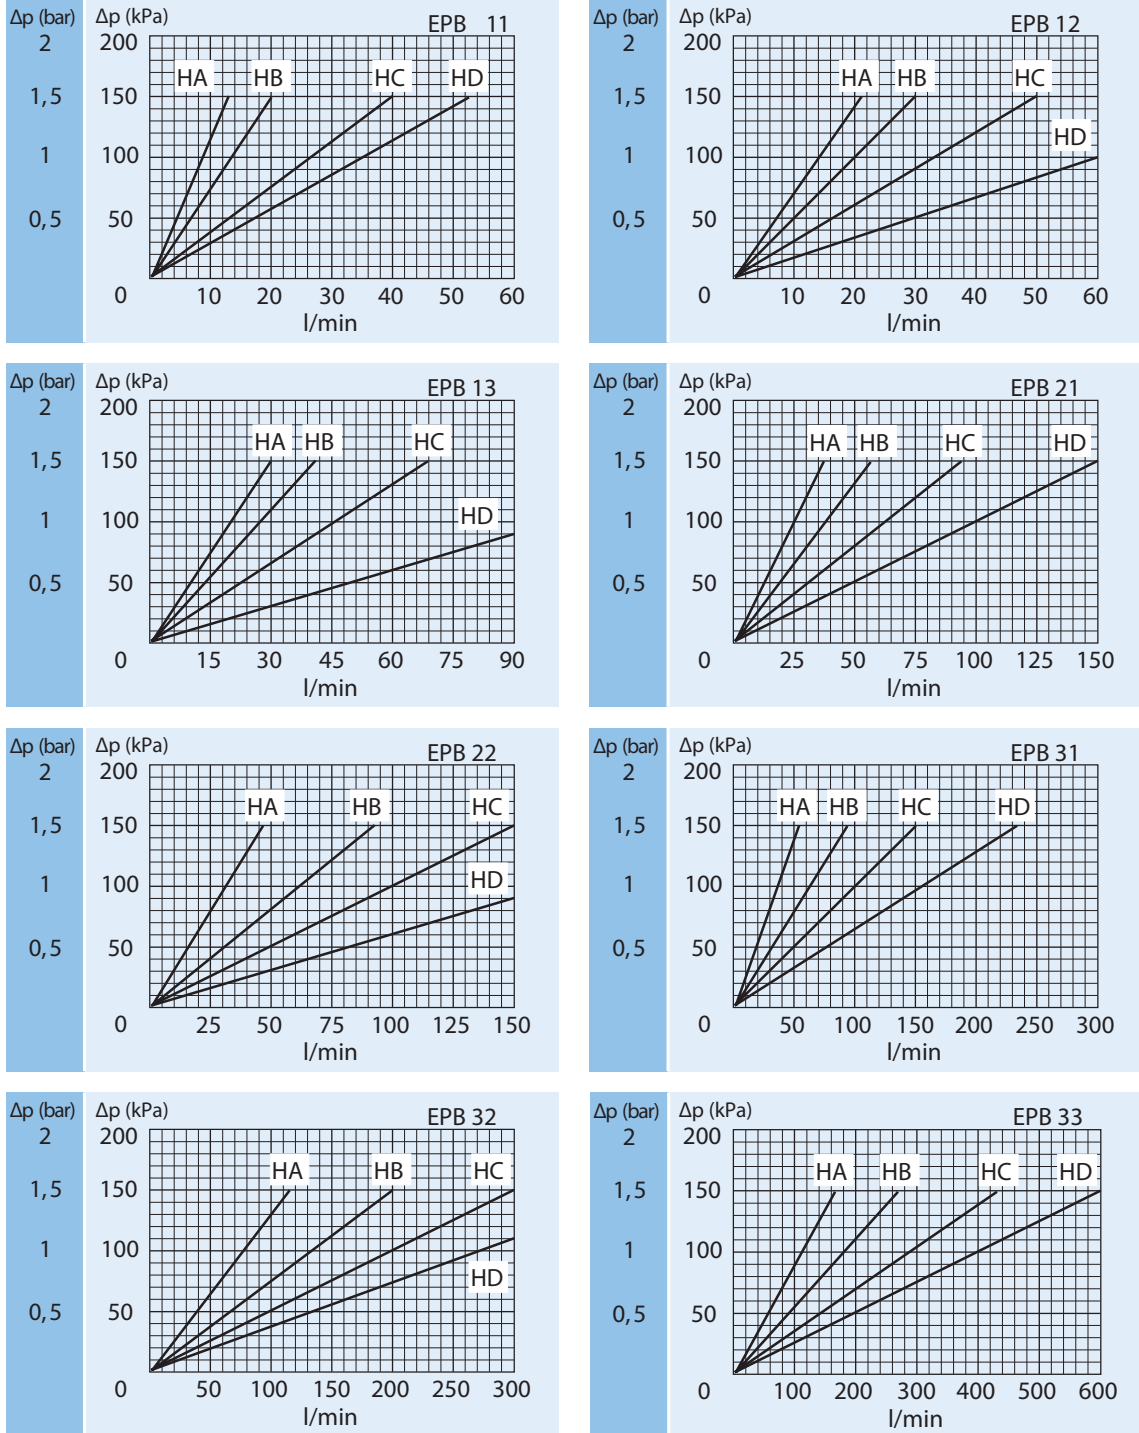 Δp (bar) Δp (kPa) EPB 11
2 200
HA HB HC HD
1,5 150
1 100
0,5 50
0 10 20 30 40 50 60
l/min
Δp (bar) Δp (kPa) EPB 12
2 200
HA HB HC
1,5 150
HD
1 100
0,5 50
0 10 20 30 40 50 60
l/min
Δp (bar) Δp (kPa) EPB 13
2 200
HA HB HC
1,5 150
HD
1 100
0,5 50
0 15 30 45 60 75 90
l/min
Δp (bar) Δp (kPa) EPB 21
2 200
HA HB HC HD
1,5 150
1 100
0,5 50
0 25 50 75 100 125 150
l/min
Δp (bar) Δp (kPa) EPB 22
2 200
HA HB HC
1,5 150
HD
1 100
0,5 50
0 25 50 75 100 125 150
l/min
Δp (bar) Δp (kPa) EPB 31
2 200
HA HB HC HD
1,5 150
1 100
0,5 50
0 50 100 150 200 250 300
l/min
Δp (bar) Δp (kPa) EPB 32
2 200
HA HB HC
1,5 150
1 100
HD
0,5 50
0 50 100 150 200 250 300
l/min
Δp (bar) Δp (kPa) EPB 33
2 200
HA HB HC HD
1,5 150
1 100
0,5 50
0 100 200 300 400 500 600
l/min